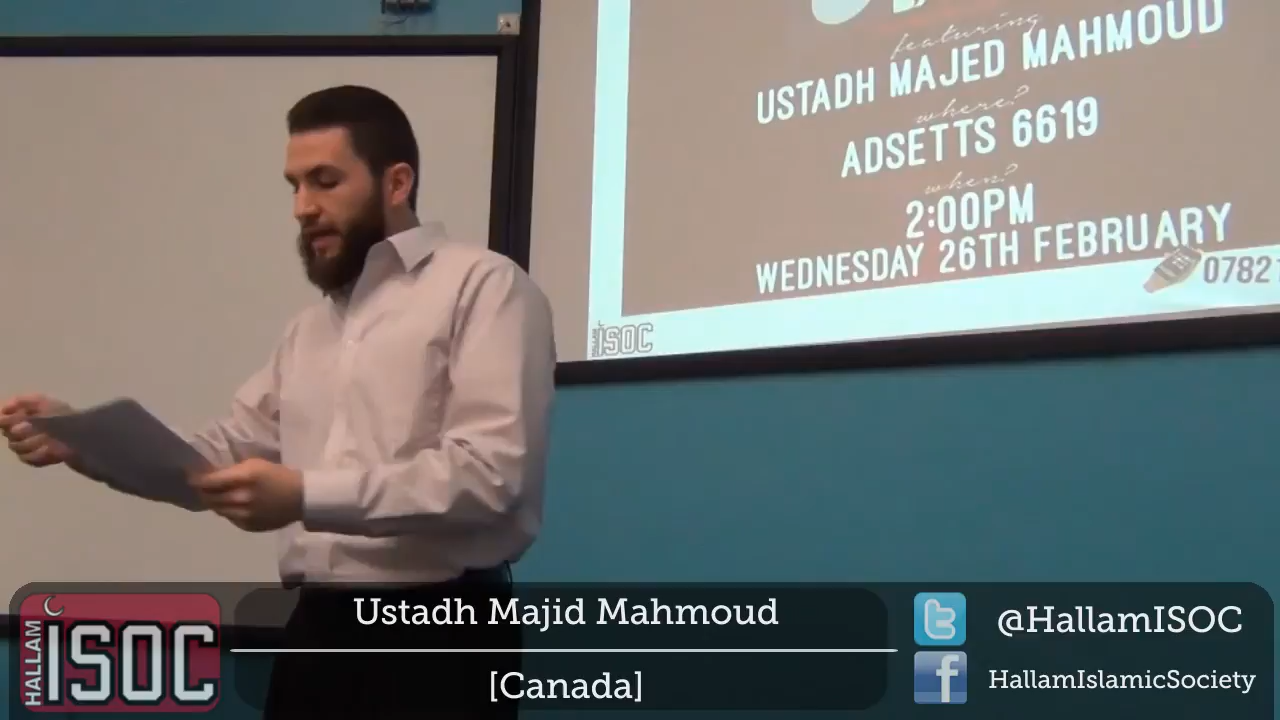 featuring
USTADH MAJED MAHMOUD
where?
ADSETTS 6619
when?
2:00PM
WEDNESDAY 26TH FEBRUARY
0782
HALLAM ISOC
Ustadh Majid Mahmoud
[Canada]
HALLAM ISOC
@HallamISOC
HallamIslamicSociety